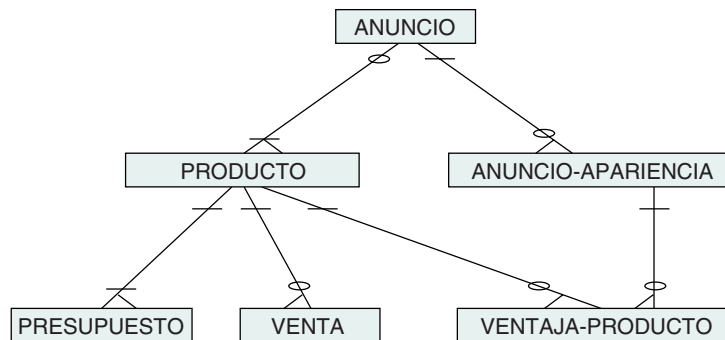 ANUNCIO
PRODUCTO
ANUNCIO-APARIENCIA
PRESUPUESTO
VENTA
VENTAJA-PRODUCTO